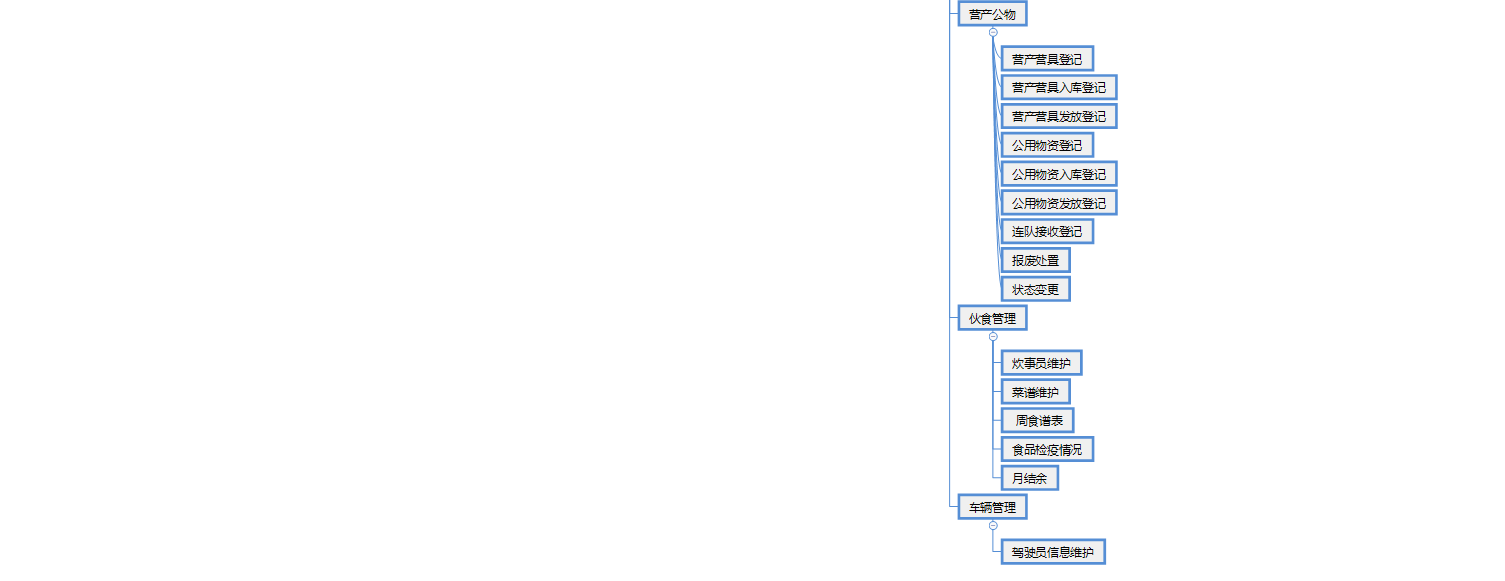 营产公物
营产营具登记
营产营具入库登记
营产营具发放登记
公用物资登记
公用物资入库登记
公用物资发放登记
连队接收登记
报废处置
状态变更
伙食管理
炊事员维护
菜谱维护
周食谱表
食品检疫情况
月结余
车辆管理
驾驶员信息维护